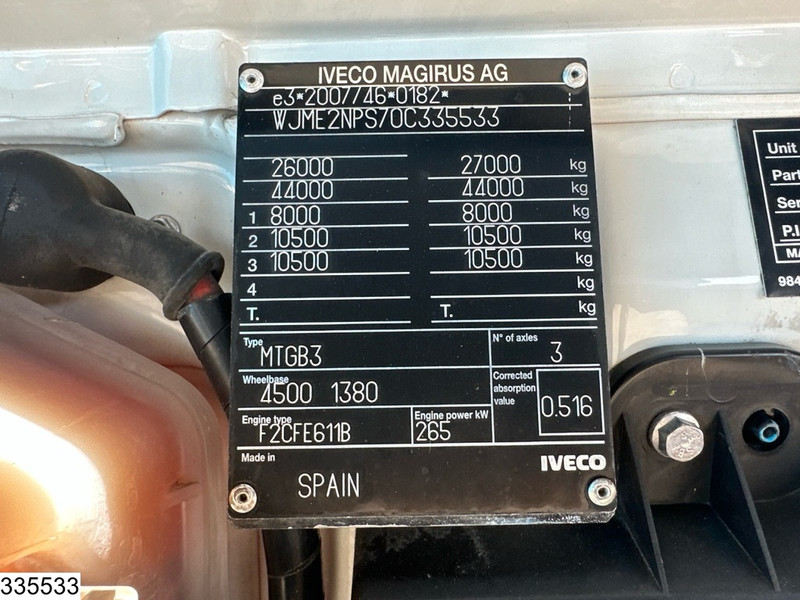 IVECO MAGIRUS AG
e3*2007/46*0182*
WJME2NPS70C335533
26000 27000 kg
44000 44000 kg
1 8000 8000 kg
2 10500 10500 kg
3 10500 10500 kg
4 kg
T. T. kg
Type MTGB3 N° of axles 3
Wheelbase 4500 1380
Corrected absorption value 0.516
Engine type F2CFE611B Engine power kW 265
Made in SPAIN
IVECO
Unit
Part
Ser
P.I
MA
984
335533